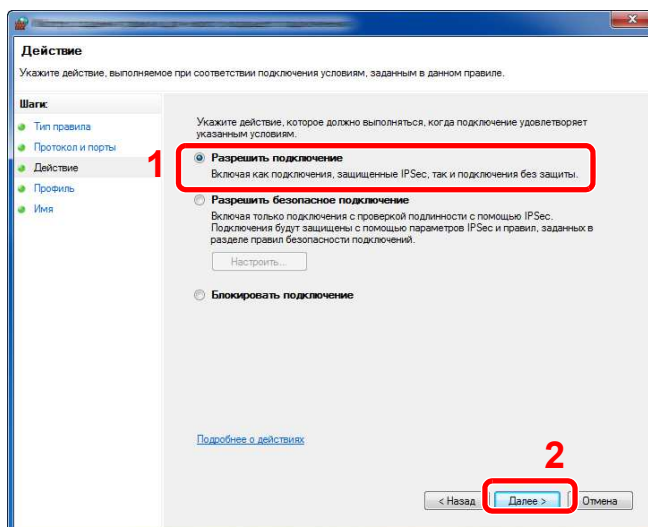 Действие
Укажите действие, выполняемое при соответствии подключения условиям, заданным в данном правиле.
Шаги:
Тип правила
Протокол и порты
Действие
Профиль
Имя
Укажите действие, которое должно выполняться, когда подключение удовлетворяет
указанным условиям.
1
Разрешить подключение
Включая как подключения, защищенные IPSec, так и подключения без защиты.
Разрешить безопасное подключение
Включая только подключения с проверкой подлинности с помощью IPSec.
Подключения будут защищены с помощью параметров IPSec и правил, заданных в
разделе правил безопасности подключений.
Настроить...
Блокировать подключение
Подробнее о действиях
2
< Назад
Далее >
Отмена